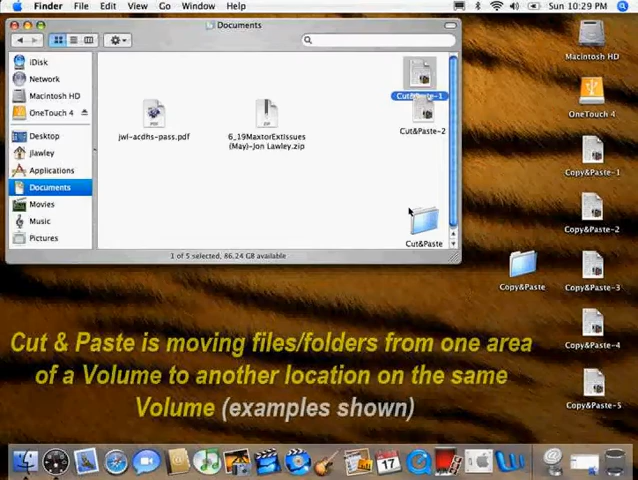 Finder File Edit View Go Window Help Sun 10:29 PM
Documents
iDisk
Network
Macintosh HD
OneTouch 4
Desktop
jlawley
Applications
Documents
Movies
Music
Pictures
jwl-acdhs-pass.pdf
6_19MaxtorExtIssues
(May)-Jon Lawley.zip
Cut&Paste-1
Cut&Paste-2
Cut&Paste
1 of 5 selected, 86.24 GB available
Macintosh HD
OneTouch 4
Copy&Paste-1
Copy&Paste-2
Copy&Paste
Copy&Paste-3
Copy&Paste-4
Copy&Paste-5
Cut & Paste is moving files/folders from one area
of a Volume to another location on the same
Volume (examples shown)
17